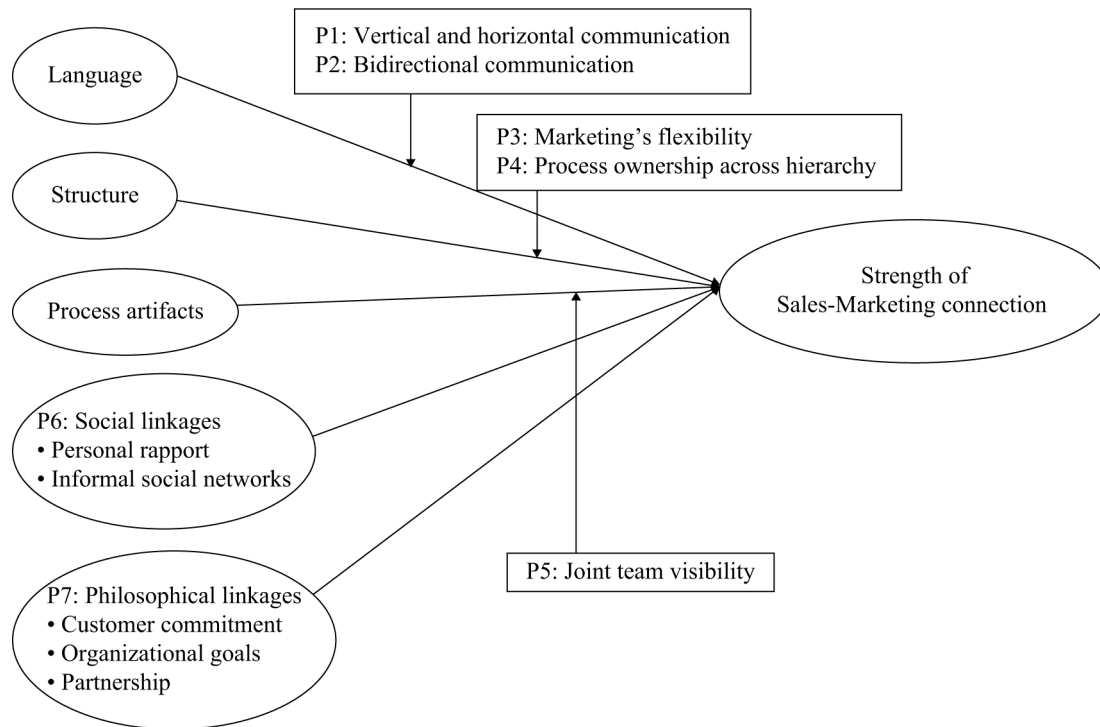 P1: Vertical and horizontal communication
P2: Bidirectional communication
Language
P3: Marketing’s flexibility
P4: Process ownership across hierarchy
Structure
Strength of
Sales-Marketing connection
Process artifacts
P6: Social linkages
• Personal rapport
• Informal social networks
P5: Joint team visibility
P7: Philosophical linkages
• Customer commitment
• Organizational goals
• Partnership